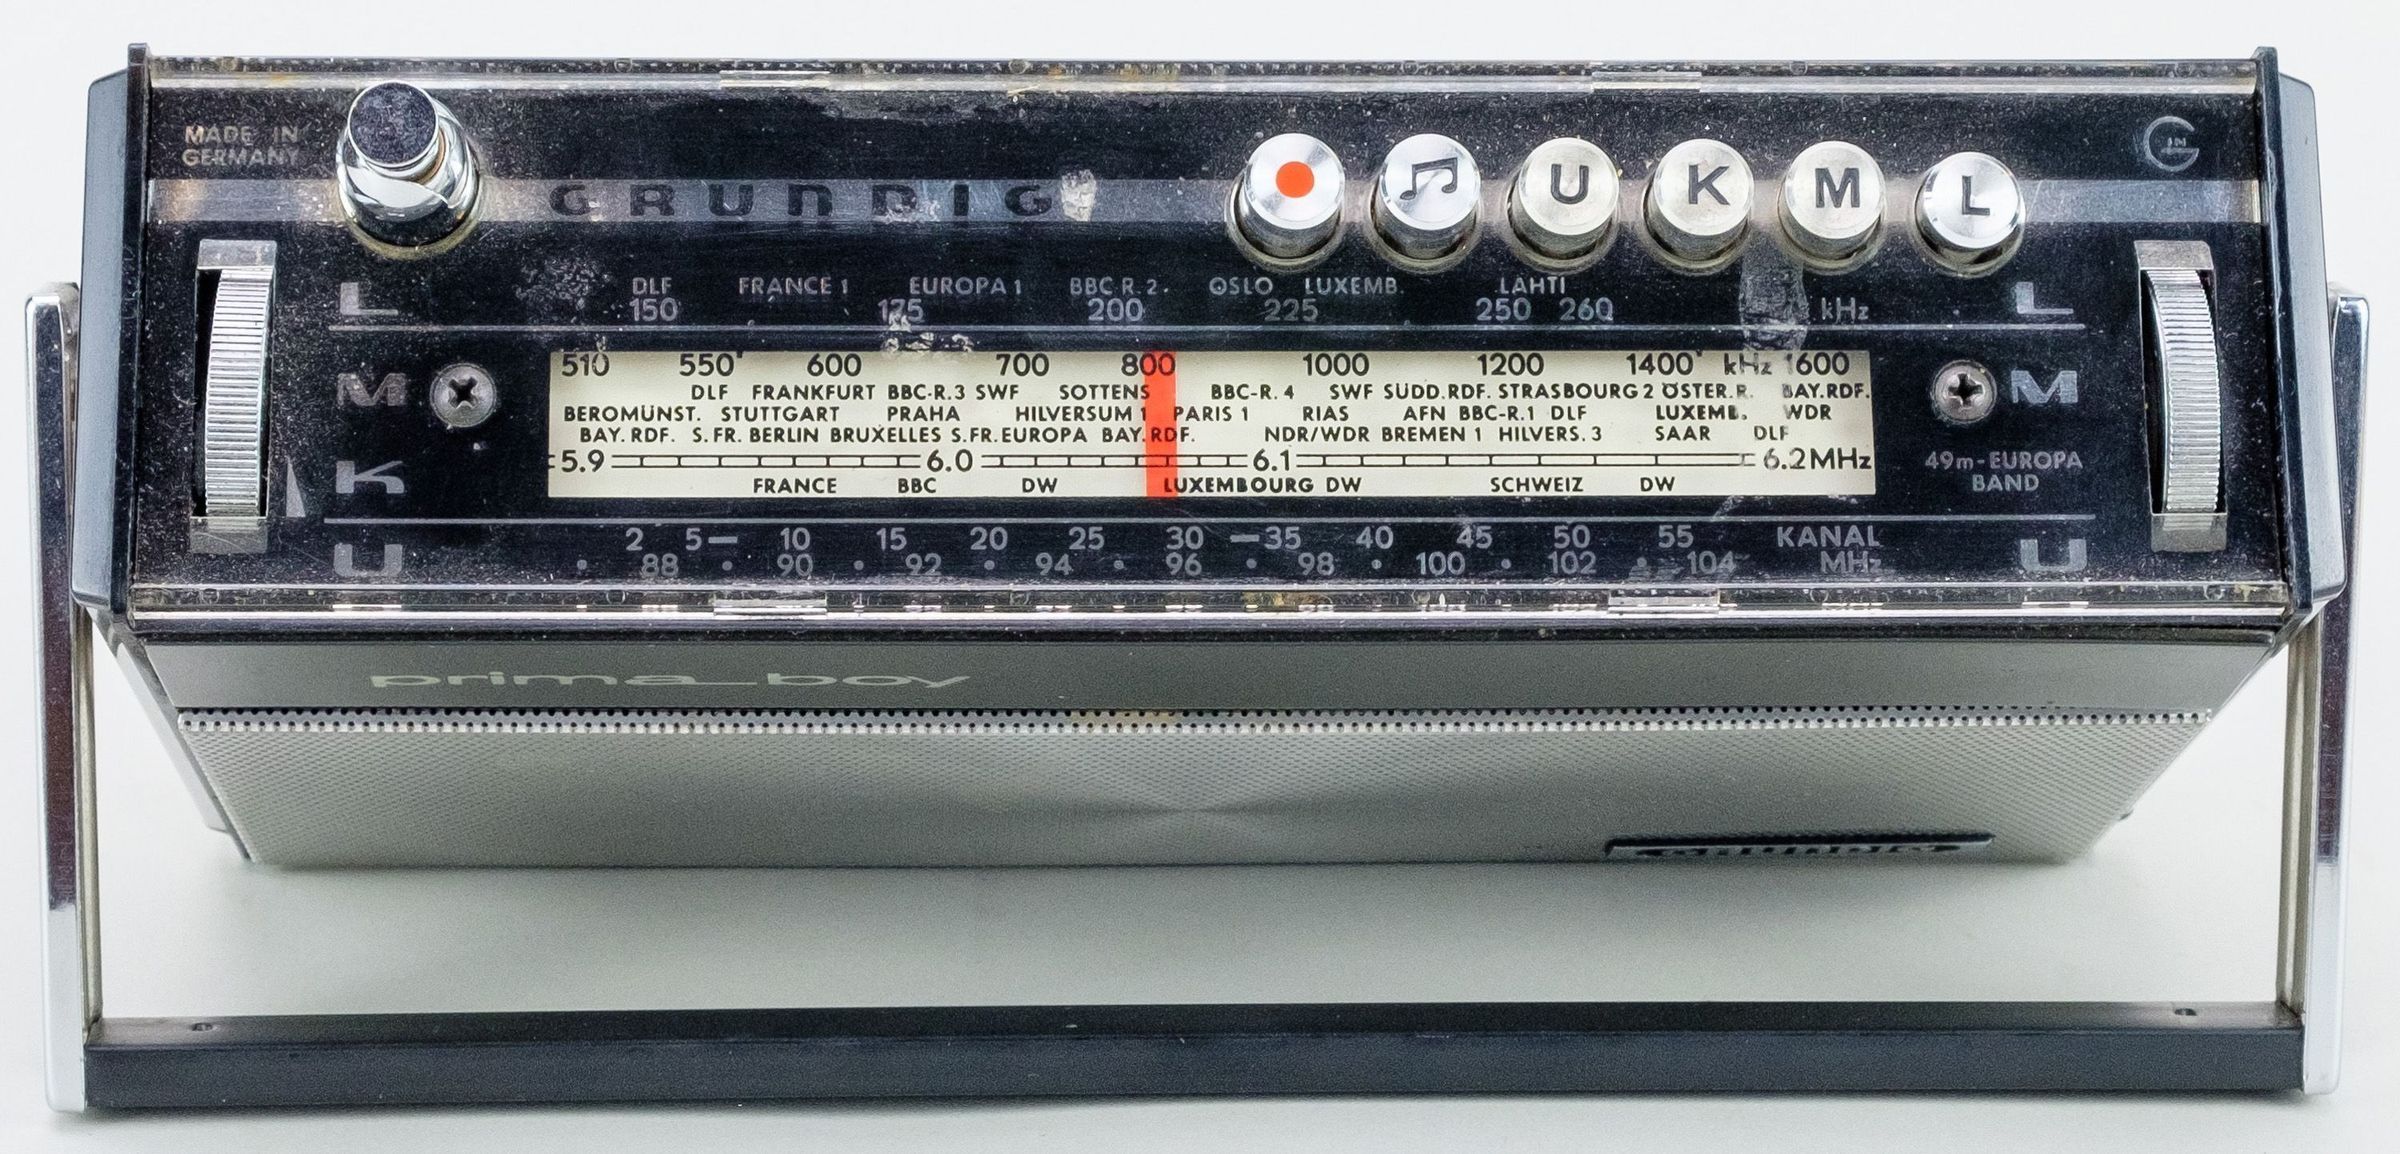 MADE IN
GERMANY
GRUNDIG
U K M L
G IN
L DLF FRANCE 1 EUROPA 1 BBC R. 2 OSLO LUXEMB. LAHTI L
150 175 200 225 250 260 kHz
510 550 600 700 800 1000 1200 1400 kHz 1600
M DLF FRANKFURT BBC-R.3 SWF SOTTENS BBC-R. 4 SWF SÜDD.RDF. STRASBOURG 2 ÖSTER.R. BAY.RDF. M
BEROMÜNST. STUTTGART PRAHA HILVERSUM 1 PARIS 1 RIAS AFN BBC-R.1 DLF LUXEMB. WDR
BAY. RDF. S.FR. BERLIN BRUXELLES S.FR.EUROPA BAY.RDF. NDR/WDR BREMEN 1 HILVERS. 3 SAAR DLF
K 5.9 6.0 6.1 6.2 MHz 49m-EUROPA
FRANCE BBC DW LUXEMBOURG DW SCHWEIZ DW BAND
2 5 10 15 20 25 30 35 40 45 50 55 KANAL
U 88 90 92 94 96 98 100 102 104 MHz U
prima_boy